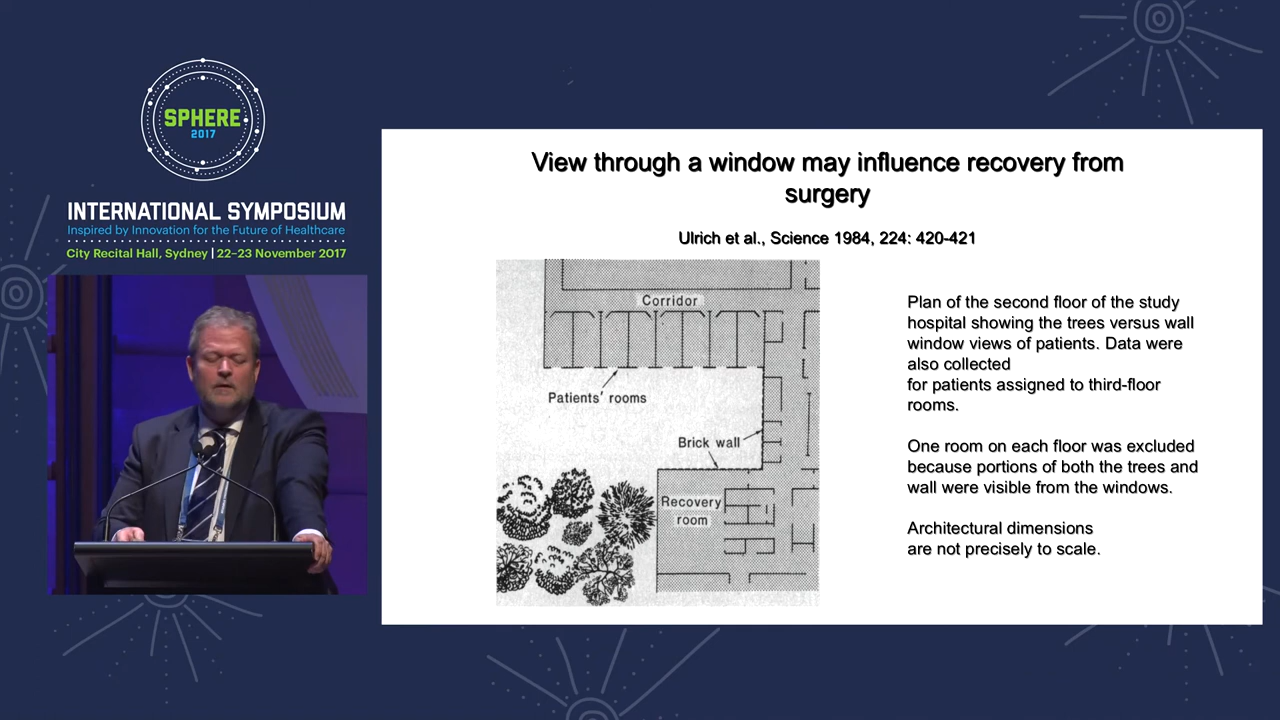 SPHERE
2017
INTERNATIONAL SYMPOSIUM
Inspired by Innovation for the Future of Healthcare
City Recital Hall, Sydney | 22–23 November 2017
View through a window may influence recovery from
surgery
Ulrich et al., Science 1984, 224: 420-421
Corridor
Patients' rooms
Brick wall
Recovery
room
Plan of the second floor of the study
hospital showing the trees versus wall
window views of patients. Data were
also collected
for patients assigned to third-floor
rooms.
One room on each floor was excluded
because portions of both the trees and
wall were visible from the windows.
Architectural dimensions
are not precisely to scale.